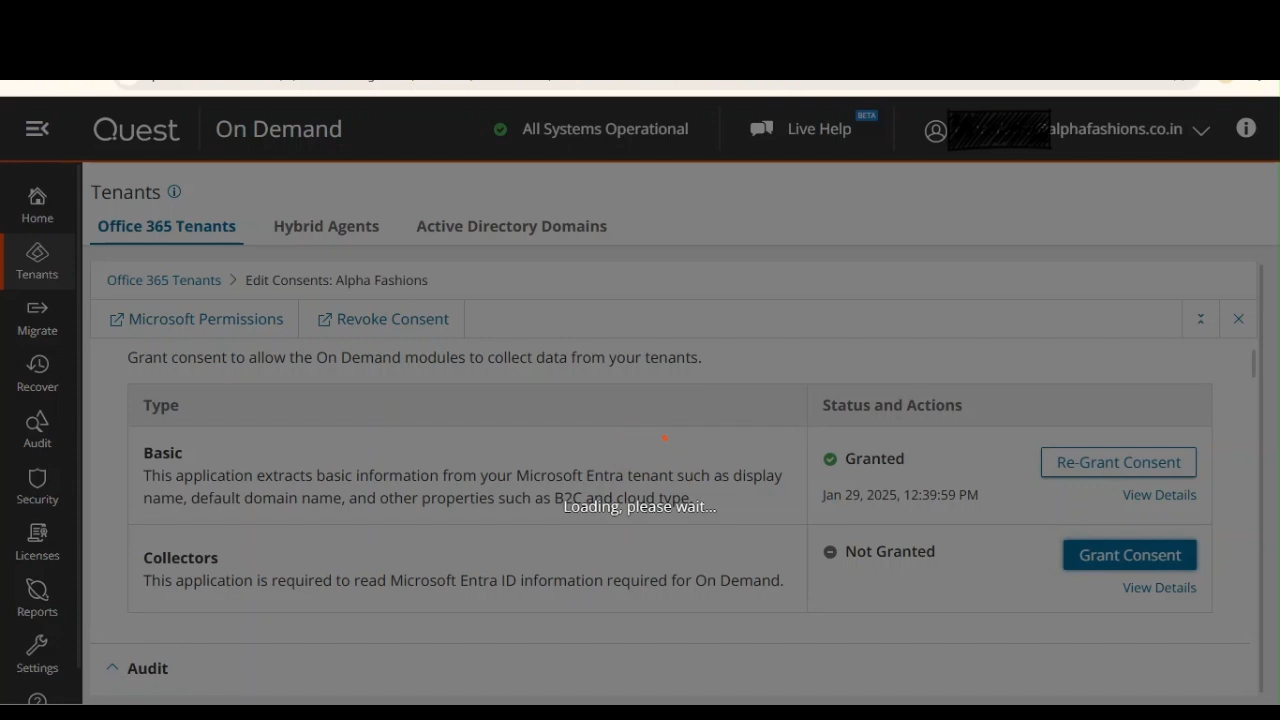 Quest On Demand All Systems Operational Live Help BETA alphafashions.co.in
Home
Tenants
Migrate
Recover
Audit
Security
Licenses
Reports
Settings
Tenants
Office 365 Tenants Hybrid Agents Active Directory Domains
Office 365 Tenants > Edit Consents: Alpha Fashions
Microsoft Permissions Revoke Consent
Grant consent to allow the On Demand modules to collect data from your tenants.
Type Status and Actions
Basic
This application extracts basic information from your Microsoft Entra tenant such as display
name, default domain name, and other properties such as B2C and cloud type.
Granted Re-Grant Consent
Jan 29, 2025, 12:39:59 PM View Details
Loading, please wait...
Collectors
This application is required to read Microsoft Entra ID information required for On Demand.
Not Granted Grant Consent
View Details
Audit